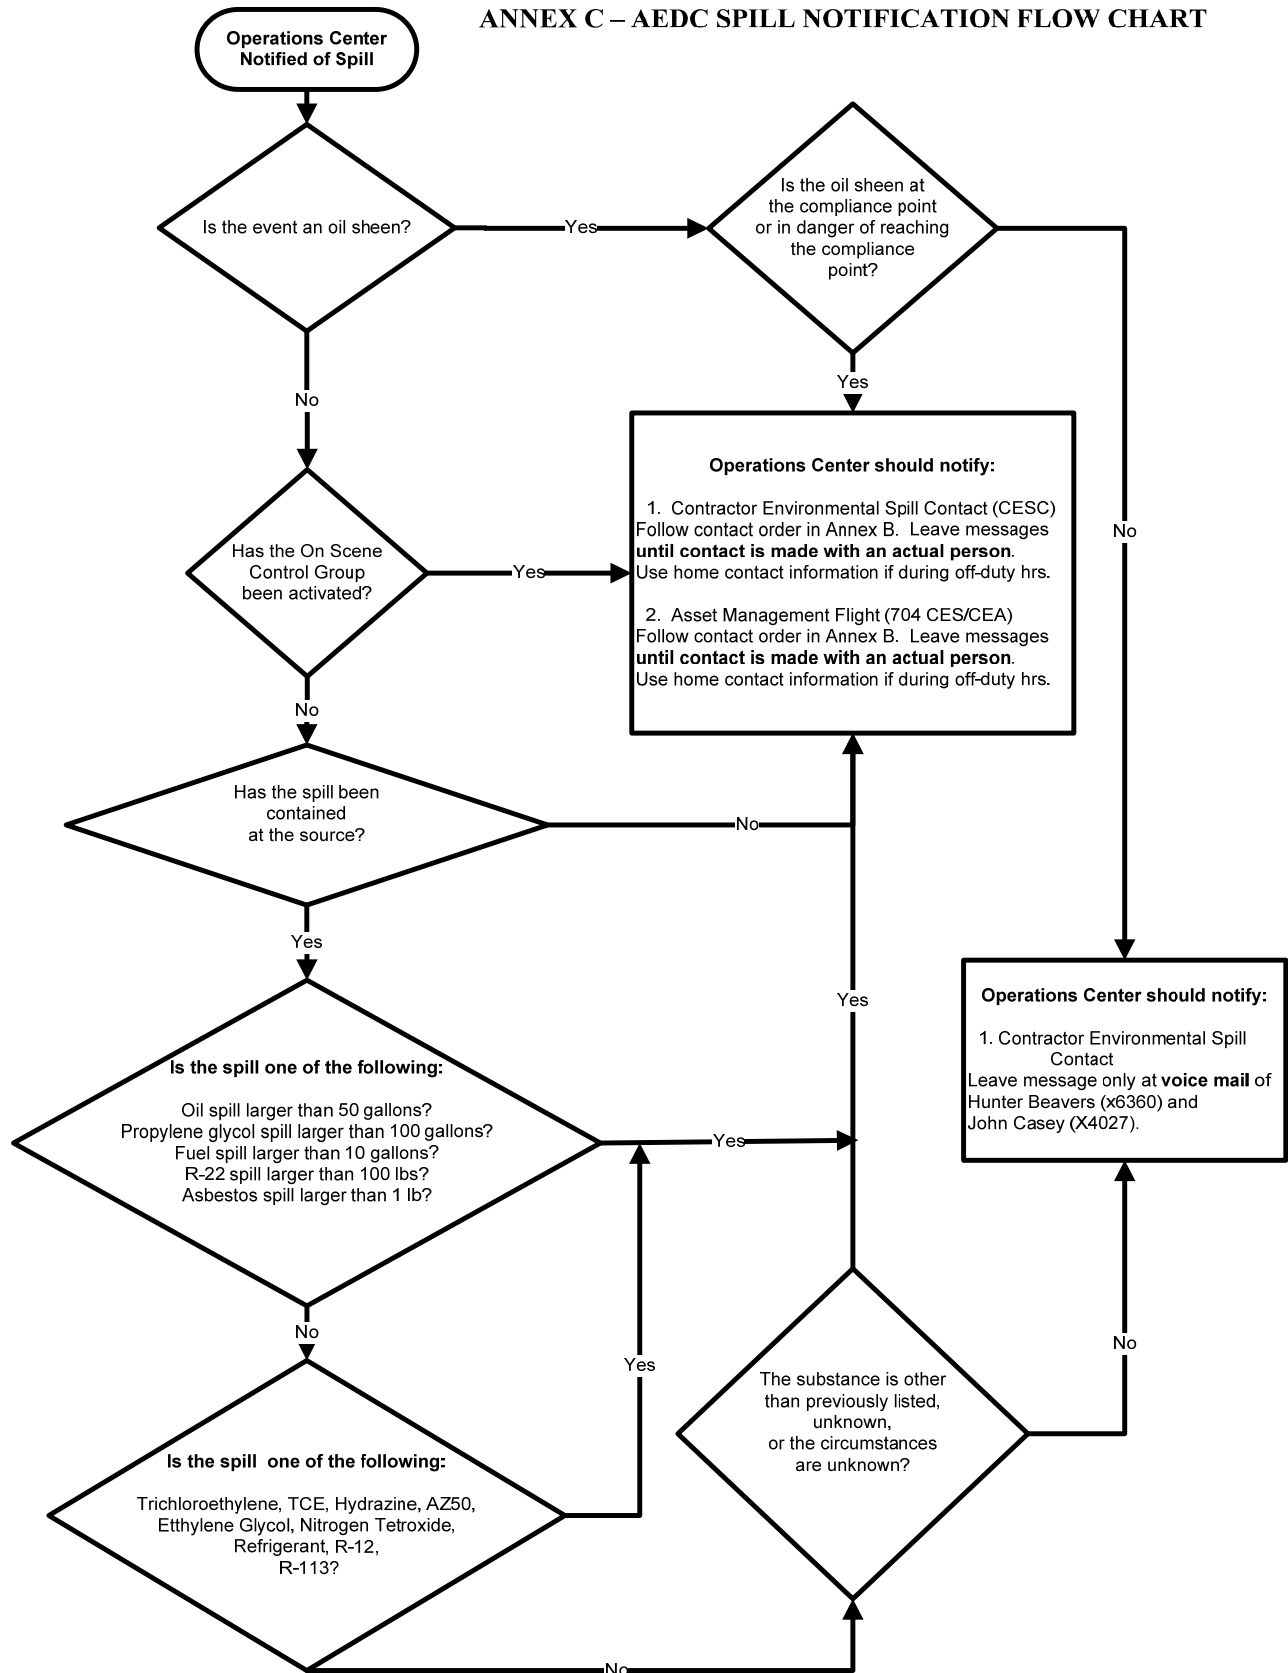 ANNEX C – AEDC SPILL NOTIFICATION FLOW CHART
Operations Center
Notified of Spill
Is the event an oil sheen?
Yes
Is the oil sheen at
the compliance point
or in danger of reaching
the compliance
point?
No
Yes
No
Has the On Scene
Control Group
been activated?
Yes
Operations Center should notify:
1. Contractor Environmental Spill Contact (CESC)
Follow contact order in Annex B. Leave messages
until contact is made with an actual person.
Use home contact information if during off-duty hrs.
2. Asset Management Flight (704 CES/CEA)
Follow contact order in Annex B. Leave messages
until contact is made with an actual person.
Use home contact information if during off-duty hrs.
No
Has the spill been
contained
at the source?
No
Yes
Yes
Operations Center should notify:
1. Contractor Environmental Spill
Contact
Leave message only at voice mail of
Hunter Beavers (x6360) and
John Casey (X4027).
Is the spill one of the following:
Oil spill larger than 50 gallons?
Propylene glycol spill larger than 100 gallons?
Fuel spill larger than 10 gallons?
R-22 spill larger than 100 lbs?
Asbestos spill larger than 1 lb?
Yes
No
Yes
No
The substance is other
than previously listed,
unknown,
or the circumstances
are unknown?
Is the spill one of the following:
Trichloroethylene, TCE, Hydrazine, AZ50,
Etthylene Glycol, Nitrogen Tetroxide,
Refrigerant, R-12,
R-113?
No